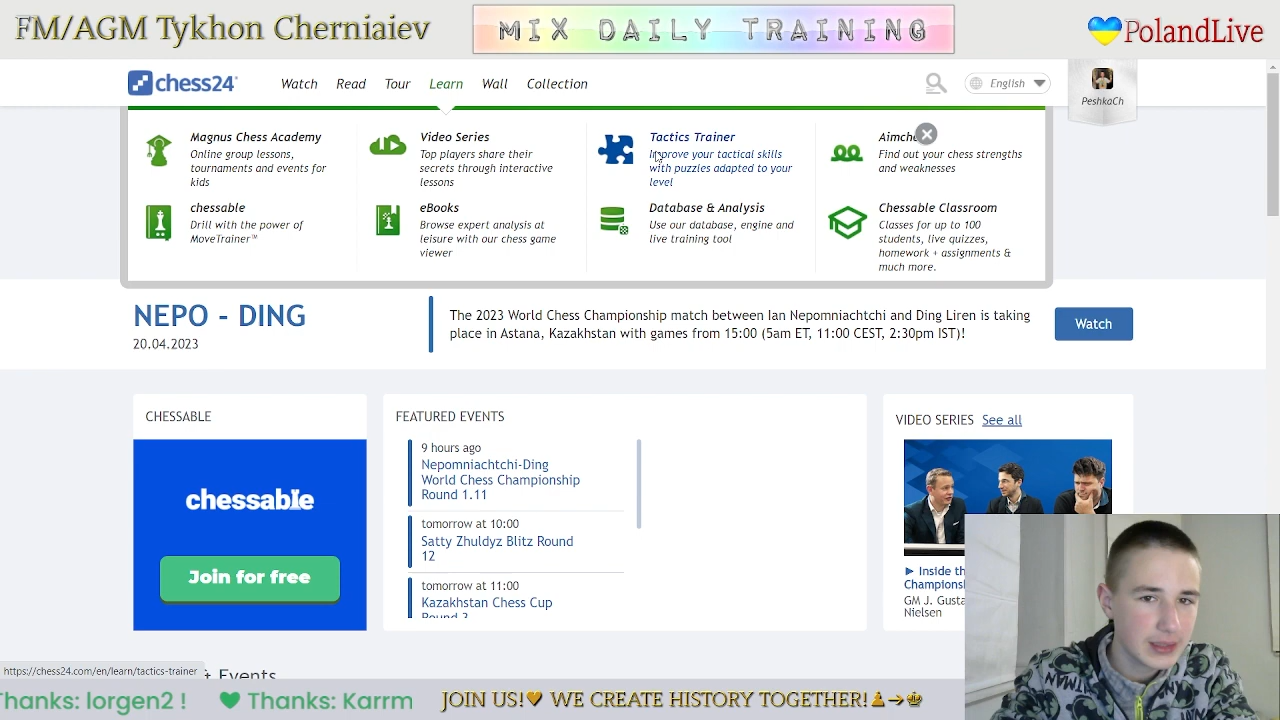 FM/AGM Tykhon Cherniaiev
MIX DAILY TRAINING
PolandLive
chess24
Watch Read Tour Learn Wall Collection
English
PeshkaCh
Magnus Chess Academy
Online group lessons,
tournaments and events for
kids
Video Series
Top players share their
secrets through interactive
lessons
Tactics Trainer
Improve your tactical skills
with puzzles adapted to your
level
Find out your chess strengths
and weaknesses
chessable
Drill with the power of
MoveTrainer™
eBooks
Browse expert analysis at
leisure with our chess game
viewer
Database & Analysis
Use our database, engine and
live training tool
Chessable Classroom
Classes for up to 100
students, live quizzes,
homework + assignments &
much more.
NEPO - DING
20.04.2023
The 2023 World Chess Championship match between Ian Nepomniachtchi and Ding Liren is taking
place in Astana, Kazakhstan with games from 15:00 (5am ET, 11:00 CEST, 2:30pm IST)!
Watch
CHESSABLE
chessable
Join for free
FEATURED EVENTS
9 hours ago
Nepomniachtchi-Ding
World Chess Championship
Round 1.11
tomorrow at 10:00
Satty Zhuldyz Blitz Round
12
tomorrow at 11:00
Kazakhstan Chess Cup
Round 3
VIDEO SERIES See all
Inside th
Champions
GM J. Gusta
Nielsen
& Events
https://chess24.com/en/learn/tactics-trainer
Thanks: lorgen2 ! Thanks: Karrm
JOIN US! WE CREATE HISTORY TOGETHER!